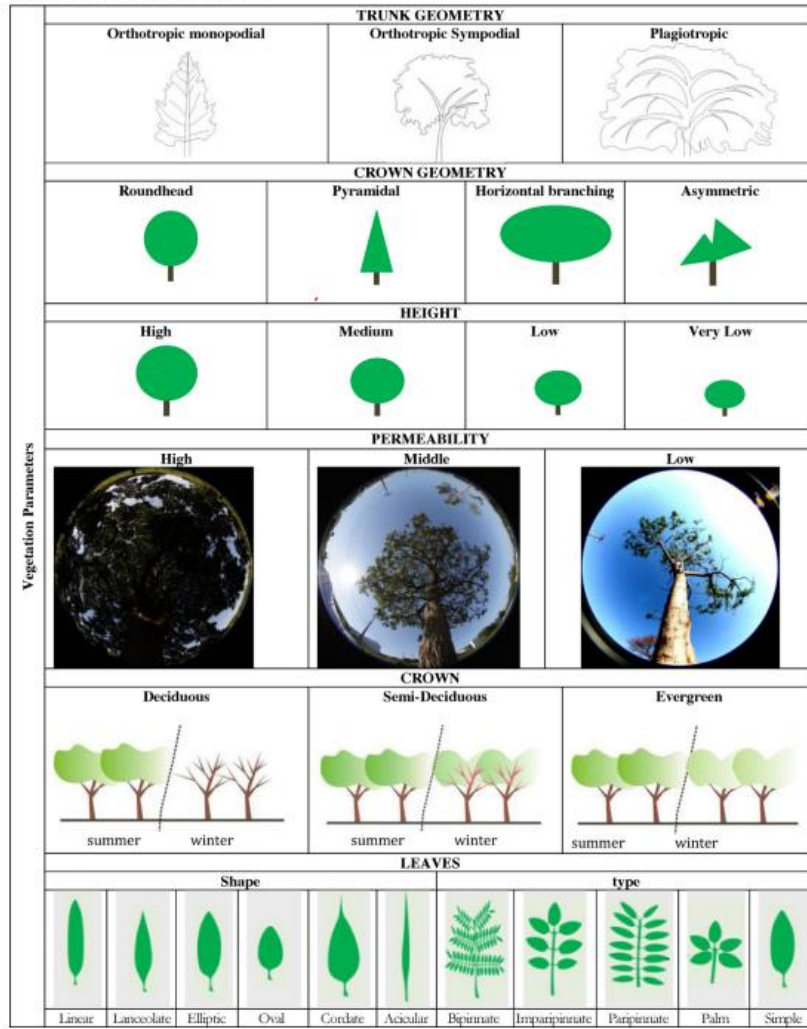 Vegetation Parameters
TRUNK GEOMETRY
Orthotropic monopodial
Orthotropic Sympodial
Plagiotropic
CROWN GEOMETRY
Roundhead
Pyramidal
Horizontal branching
Asymmetric
HEIGHT
High
Medium
Low
Very Low
PERMEABILITY
High
Middle
Low
CROWN
Deciduous
Semi-Deciduous
Evergreen
summer
winter
summer
winter
summer
winter
LEAVES
Shape
type
Linear
Lanceolate
Elliptic
Oval
Cordate
Acicular
Bipinnate
Imparipinnate
Paripinnate
Palm
Simple